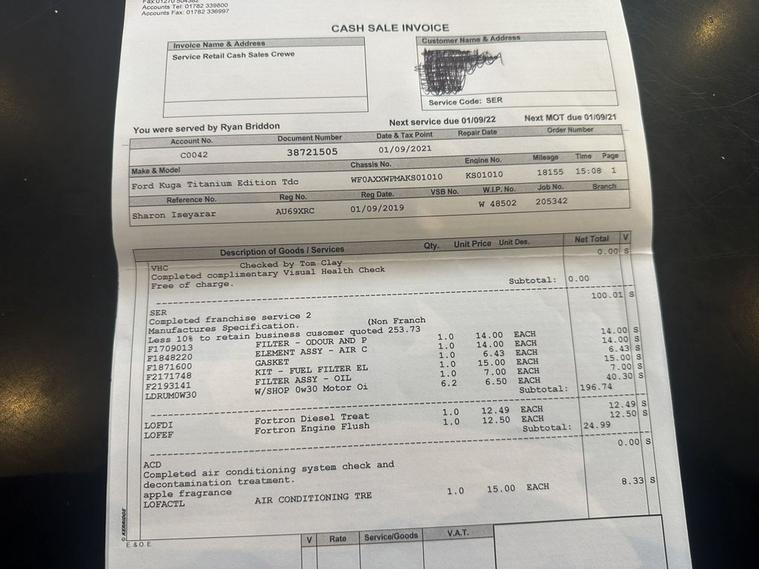 Accounts Tel: 01782 339600
Accounts Fax: 01782 336997
CASH SALE INVOICE
Invoice Name & Address
Customer Name & Address
Service Retail Cash Sales Crewe
Service Code: SER
You were served by Ryan Briddon
Next service due 01/09/22
Next MOT due 01/09/21
Account No. Document Number Date & Tax Point Repair Date Order Number
C0042 38721505 01/09/2021
Make & Model Chassis No. Engine No. Mileage Time Page
Ford Kuga Titanium Edition Tdc WF0AXXWPMAKS01010 KS01010 18155 15:08 1
Reference No. Reg No. Reg Date. VSB No. W.I.P. No. Job No. Branch
Sharon Iseyarar AU69XRC 01/09/2019 W 48502 205342
Description of Goods / Services Qty. Unit Price Unit Des. Net Total V
VHC Checked by Tom Clay 0.00 S
Completed complimentary Visual Health Check
Free of charge. Subtotal: 0.00
SER 100.01 S
Completed franchise service 2
Manufactures Specification. (Non Franch
Less 10% to retain business cusomer quoted 253.73
F1709013 FILTER - ODOUR AND P 1.0 14.00 EACH 14.00 S
F1848220 ELEMENT ASSY - AIR C 1.0 14.00 EACH 14.00 S
F1871600 GASKET 1.0 6.43 EACH 6.43 S
F2171748 KIT - FUEL FILTER EL 1.0 15.00 EACH 15.00 S
F2193141 FILTER ASSY - OIL 1.0 7.00 EACH 7.00 S
LDRUM0W30 W/SHOP 0w30 Motor Oi 6.2 6.50 EACH 40.30 S
Subtotal: 196.74
LOFDI Fortron Diesel Treat 1.0 12.49 EACH 12.49 S
LOFEF Fortron Engine Flush 1.0 12.50 EACH 12.50 S
Subtotal: 24.99
ACD 0.00 S
Completed air conditioning system check and
decontamination treatment.
apple fragrance
LOFACTL AIR CONDITIONING TRE 1.0 15.00 EACH 8.33 S
© KERRIDGE
E & O E
V Rate Service/Goods V.A.T.